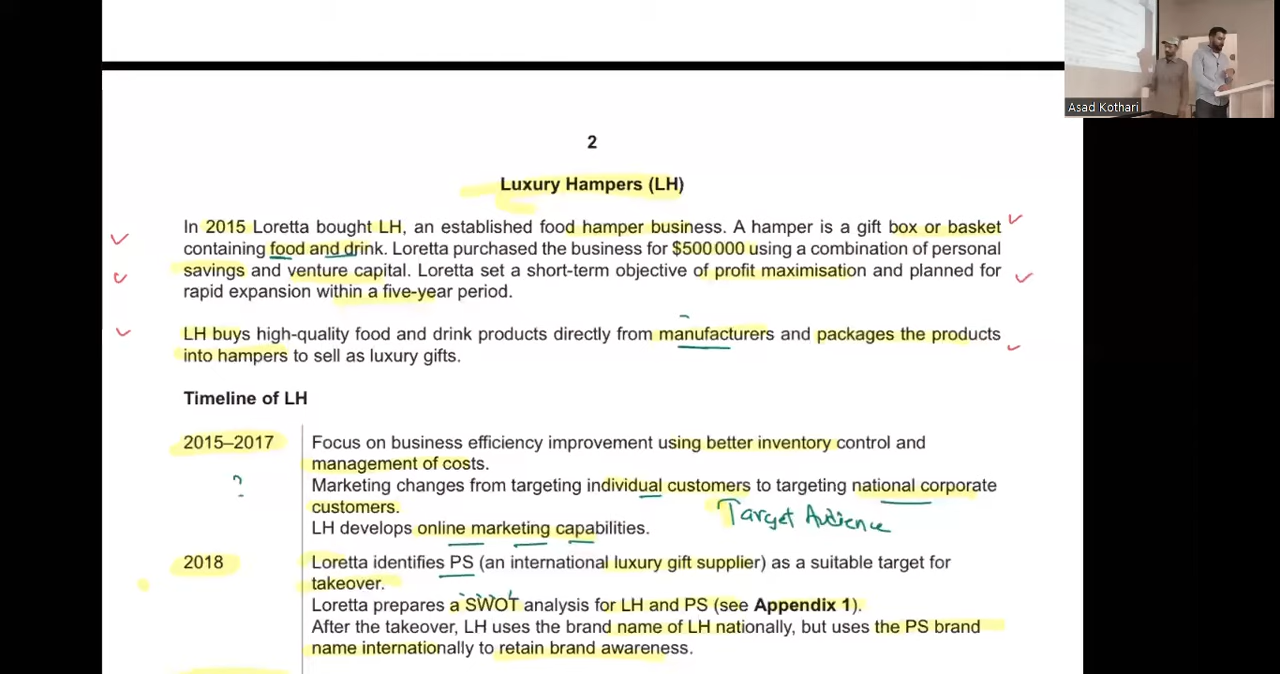 Asad Kothari
2
Luxury Hampers (LH)
In 2015 Loretta bought LH, an established food hamper business. A hamper is a gift box or basket
containing food and drink. Loretta purchased the business for $500 000 using a combination of personal
savings and venture capital. Loretta set a short-term objective of profit maximisation and planned for
rapid expansion within a five-year period.
LH buys high-quality food and drink products directly from manufacturers and packages the products
into hampers to sell as luxury gifts.
Timeline of LH
2015–2017
Focus on business efficiency improvement using better inventory control and
management of costs.
?
Marketing changes from targeting individual customers to targeting national corporate
customers.
Target Audience
LH develops online marketing capabilities.
2018
Loretta identifies PS (an international luxury gift supplier) as a suitable target for
takeover.
Loretta prepares a SWOT analysis for LH and PS (see Appendix 1).
After the takeover, LH uses the brand name of LH nationally, but uses the PS brand
name internationally to retain brand awareness.